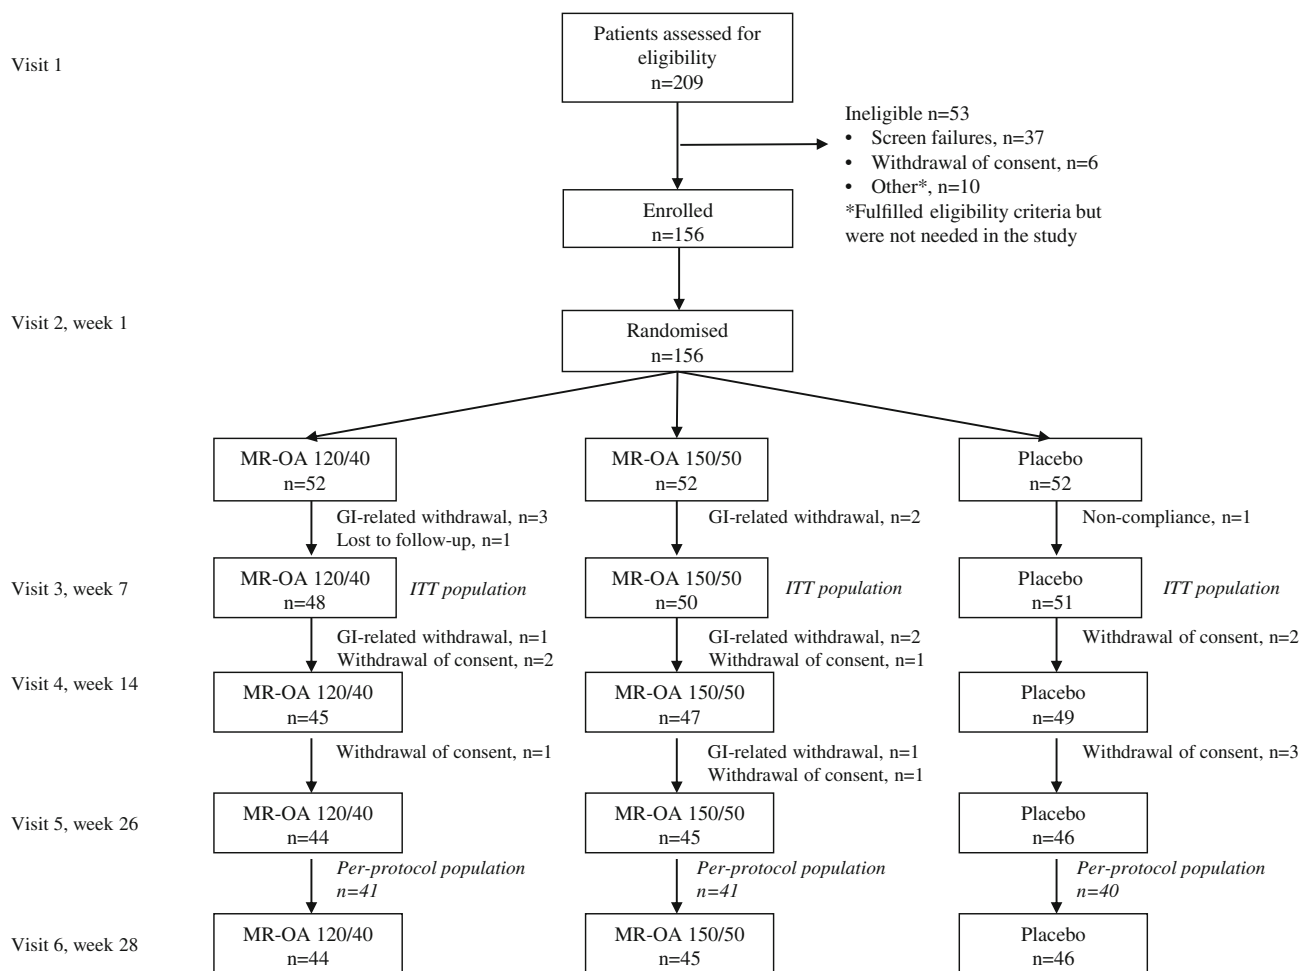 Visit 1
Patients assessed for
eligibility
n=209
Ineligible n=53
• Screen failures, n=37
• Withdrawal of consent, n=6
• Other*, n=10
*Fulfilled eligibility criteria but
were not needed in the study
Enrolled
n=156
Visit 2, week 1
Randomised
n=156
MR-OA 120/40
n=52
MR-OA 150/50
n=52
Placebo
n=52
GI-related withdrawal, n=3
Lost to follow-up, n=1
GI-related withdrawal, n=2
Non-compliance, n=1
Visit 3, week 7
MR-OA 120/40
n=48
ITT population
MR-OA 150/50
n=50
ITT population
Placebo
n=51
ITT population
GI-related withdrawal, n=1
Withdrawal of consent, n=2
GI-related withdrawal, n=2
Withdrawal of consent, n=1
Withdrawal of consent, n=2
Visit 4, week 14
MR-OA 120/40
n=45
MR-OA 150/50
n=47
Placebo
n=49
Withdrawal of consent, n=1
GI-related withdrawal, n=1
Withdrawal of consent, n=1
Withdrawal of consent, n=3
Visit 5, week 26
MR-OA 120/40
n=44
MR-OA 150/50
n=45
Placebo
n=46
Per-protocol population
n=41
Per-protocol population
n=41
Per-protocol population
n=40
Visit 6, week 28
MR-OA 120/40
n=44
MR-OA 150/50
n=45
Placebo
n=46